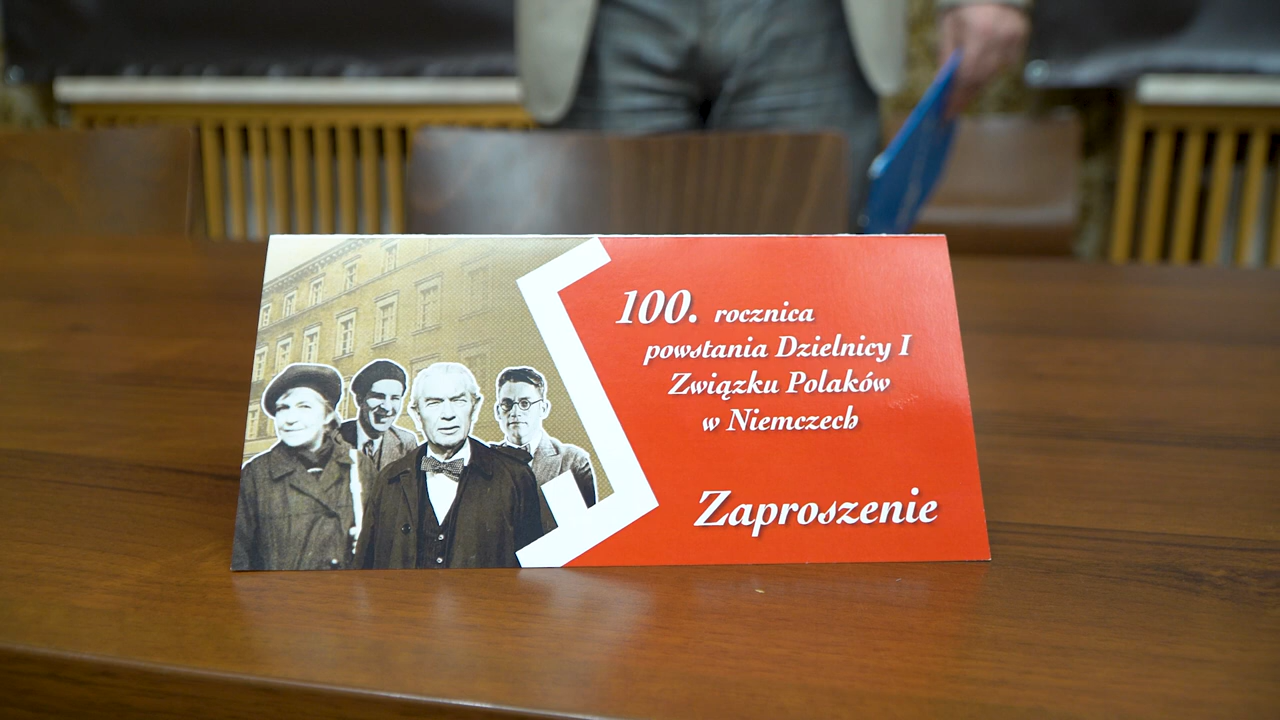 100. rocznica
powstania Dzielnicy I
Związku Polaków
w Niemczech
Zaproszenie